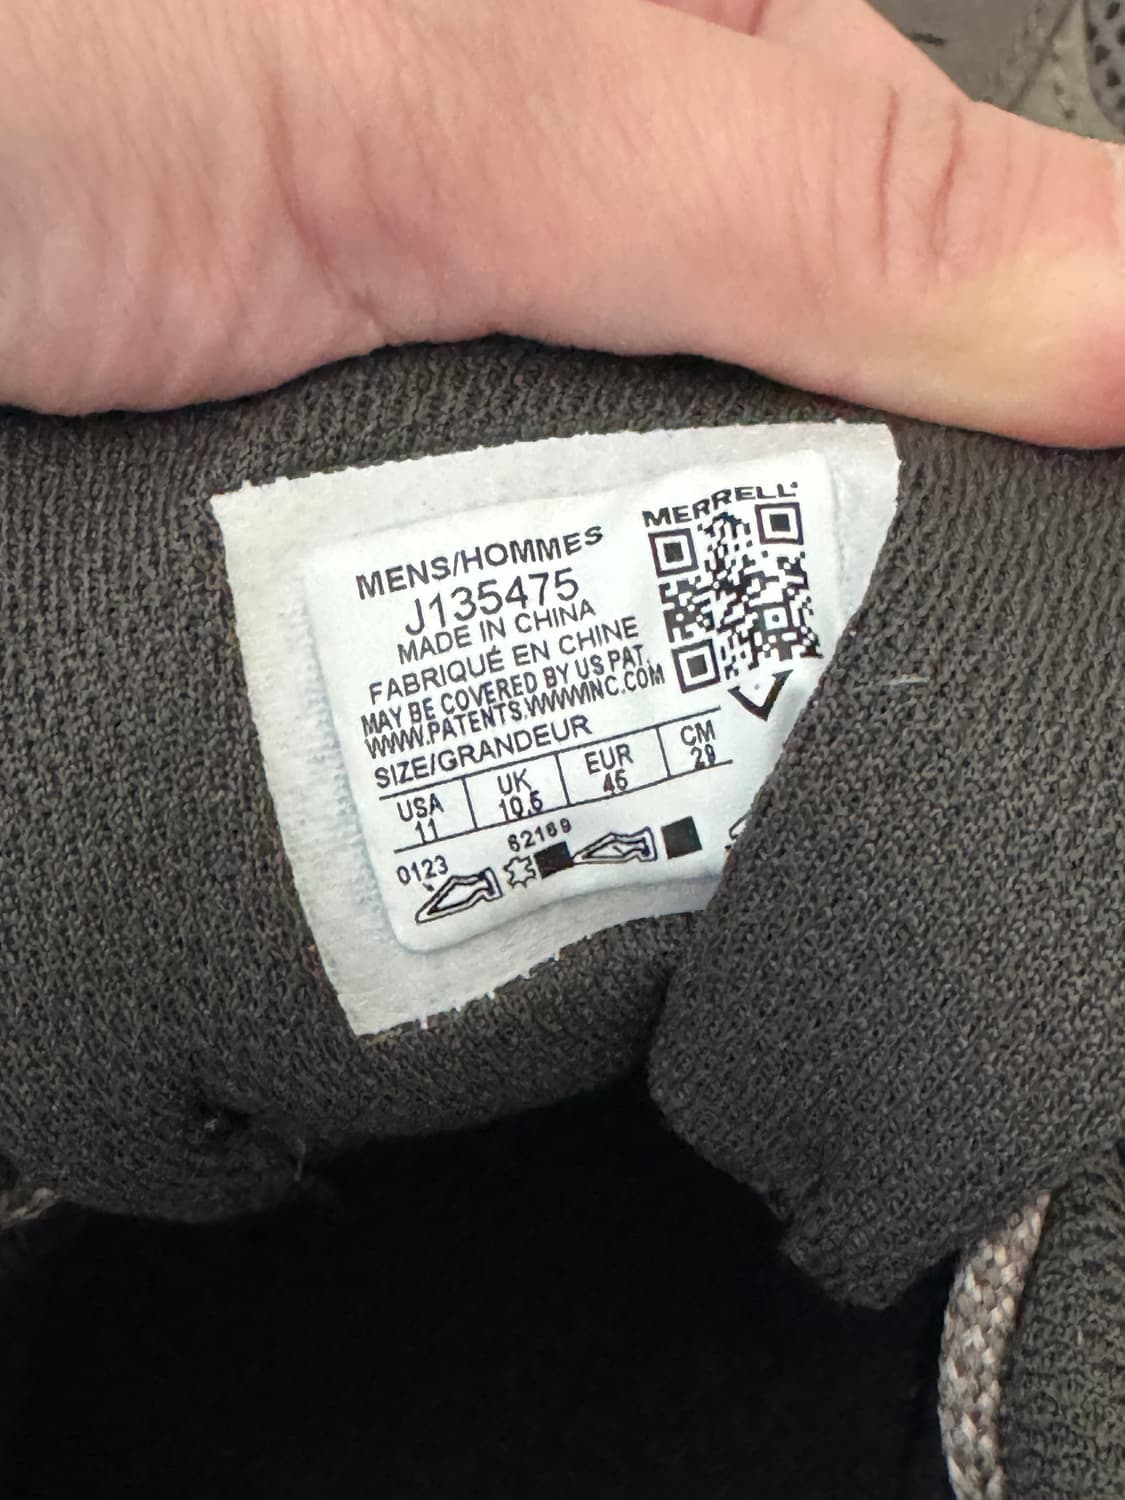 MERRELL
MENS/HOMMES
J135475
MADE IN CHINA
FABRIQUÉ EN CHINE
MAY BE COVERED BY US PAT.
WWW.PATENTS.WWWINC.COM
SIZE/GRANDEUR
USA UK EUR CM
11 10.5 45 29
0123 62169